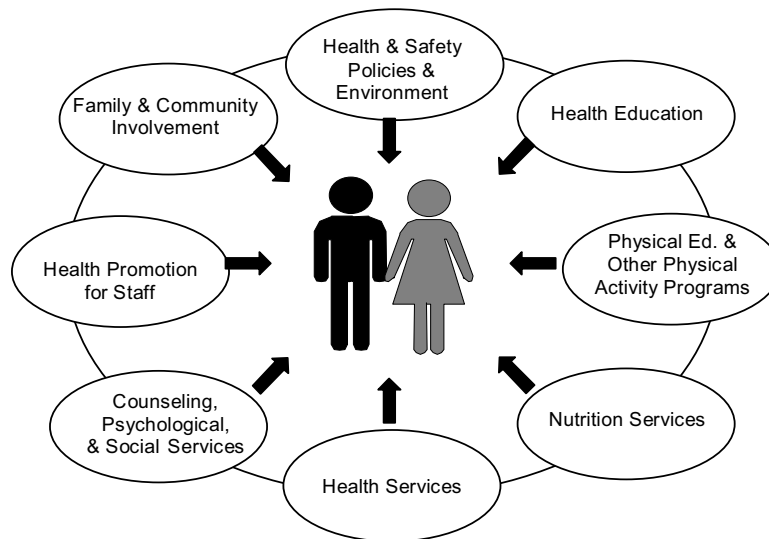 Health & Safety
Policies &
Environment
Family & Community
Involvement
Health Education
Health Promotion
for Staff
Physical Ed. &
Other Physical
Activity Programs
Counseling,
Psychological,
& Social Services
Nutrition Services
Health Services